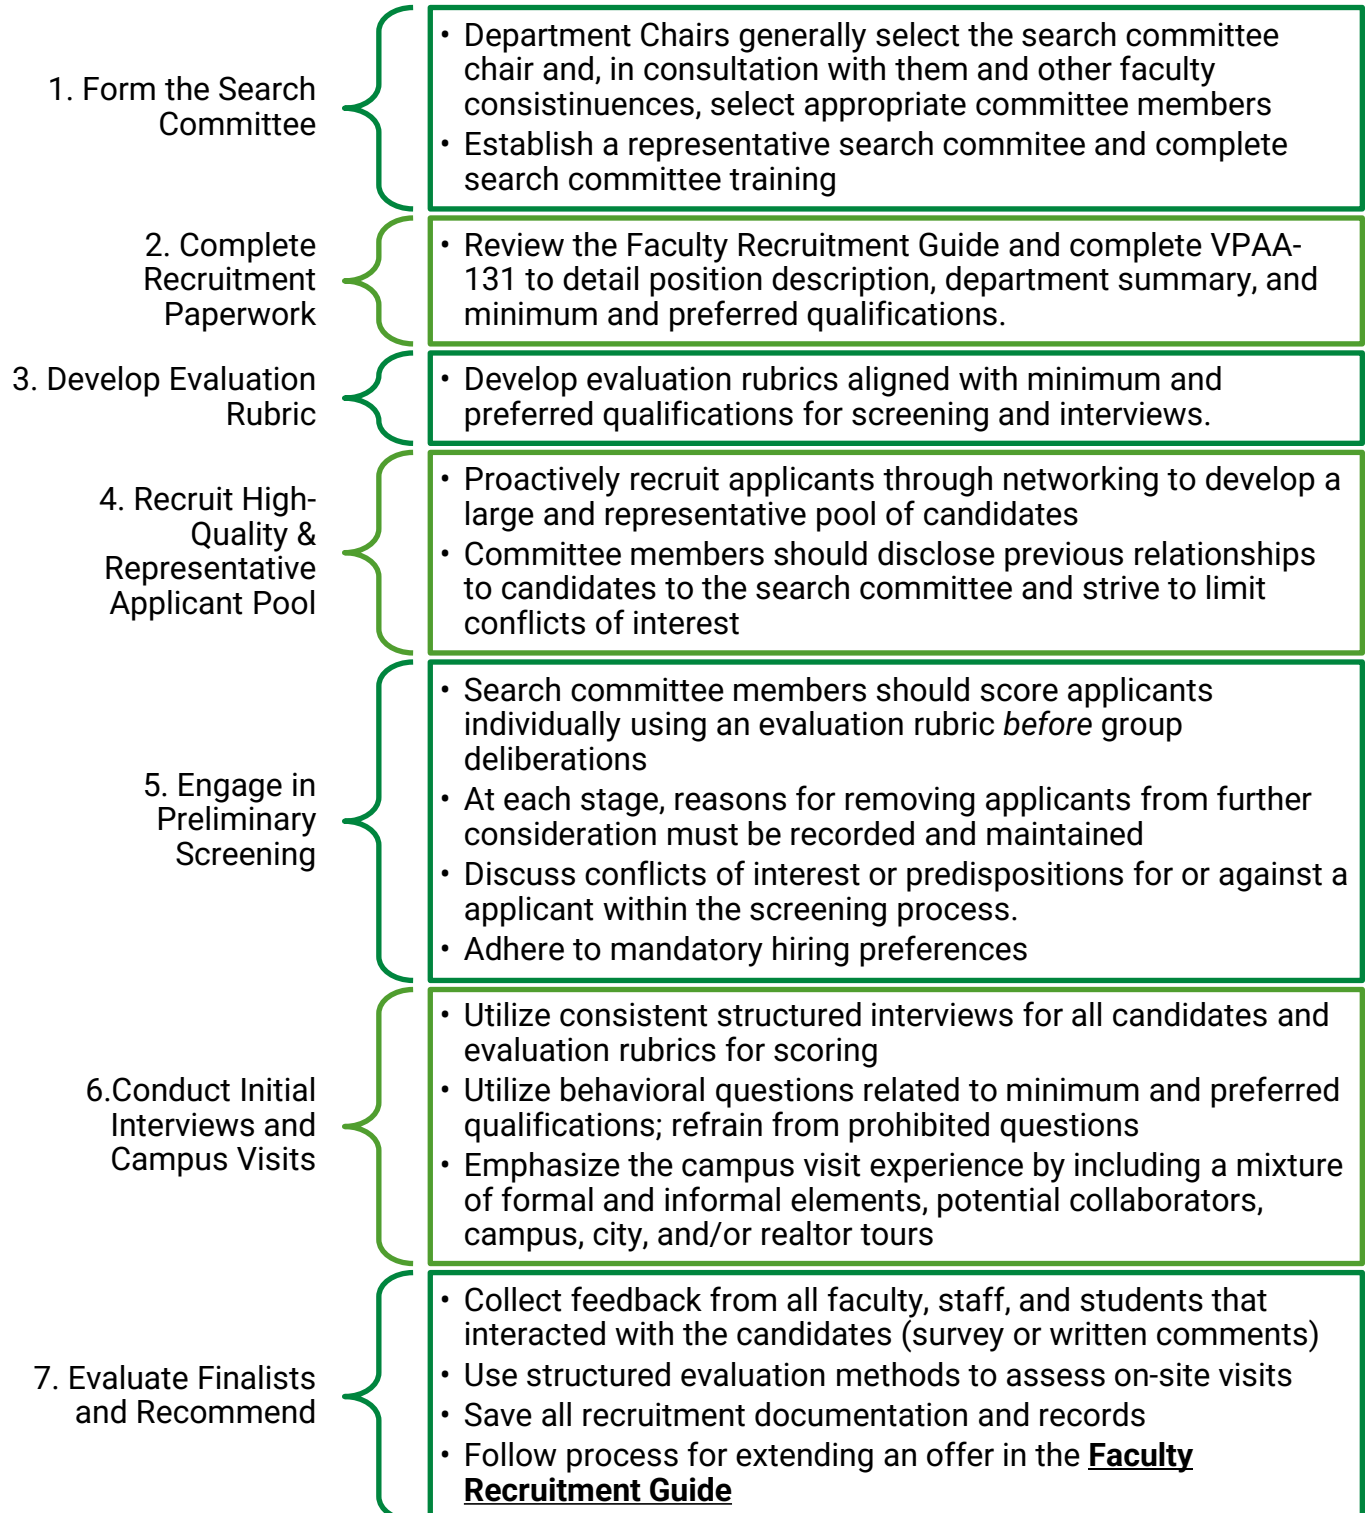 1. Form the Search
Committee
• Department Chairs generally select the search committee
chair and, in consultation with them and other faculty
consistinuences, select appropriate committee members
• Establish a representative search commitee and complete
search committee training
2. Complete
Recruitment
Paperwork
• Review the Faculty Recruitment Guide and complete VPAA-
131 to detail position description, department summary, and
minimum and preferred qualifications.
3. Develop Evaluation
Rubric
• Develop evaluation rubrics aligned with minimum and
preferred qualifications for screening and interviews.
4. Recruit High-
Quality &
Representative
Applicant Pool
• Proactively recruit applicants through networking to develop a
large and representative pool of candidates
• Committee members should disclose previous relationships
to candidates to the search committee and strive to limit
conflicts of interest
5. Engage in
Preliminary
Screening
• Search committee members should score applicants
individually using an evaluation rubric before group
deliberations
• At each stage, reasons for removing applicants from further
consideration must be recorded and maintained
• Discuss conflicts of interest or predispositions for or against a
applicant within the screening process.
• Adhere to mandatory hiring preferences
6.Conduct Initial
Interviews and
Campus Visits
• Utilize consistent structured interviews for all candidates and
evaluation rubrics for scoring
• Utilize behavioral questions related to minimum and preferred
qualifications; refrain from prohibited questions
• Emphasize the campus visit experience by including a mixture
of formal and informal elements, potential collaborators,
campus, city, and/or realtor tours
7. Evaluate Finalists
and Recommend
• Collect feedback from all faculty, staff, and students that
interacted with the candidates (survey or written comments)
• Use structured evaluation methods to assess on-site visits
• Save all recruitment documentation and records
• Follow process for extending an offer in the Faculty
Recruitment Guide